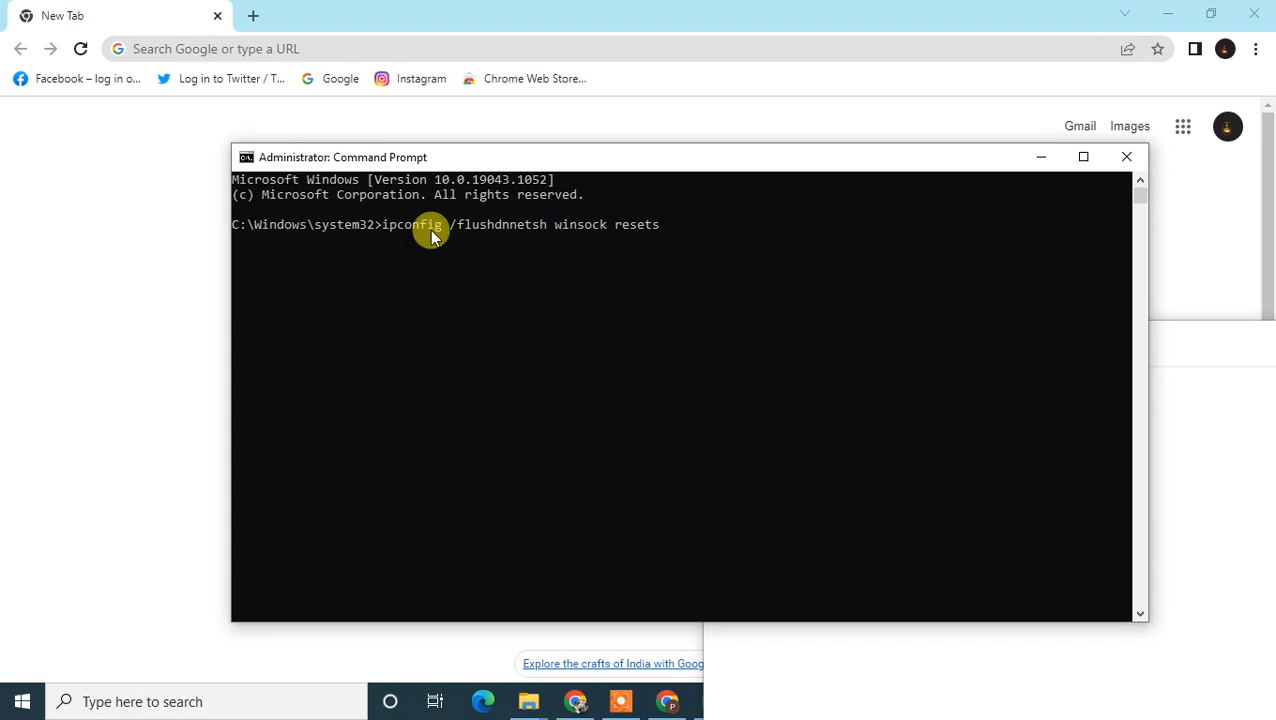 New Tab
Search Google or type a URL
Facebook – log in o...
Log in to Twitter / T...
Google
Instagram
Chrome Web Store...
Gmail
Images
Administrator: Command Prompt
Microsoft Windows [Version 10.0.19043.1052]
(c) Microsoft Corporation. All rights reserved.
C:\Windows\system32>ipconfig /flushdnnetsh winsock resets
Explore the crafts of India with Goog
Type here to search